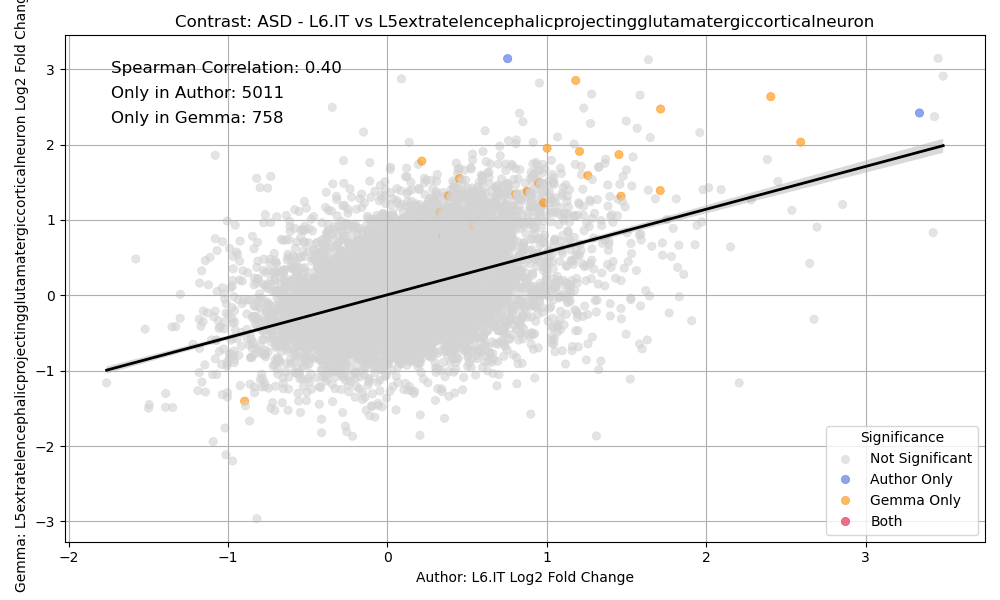 Contrast: ASD - L6.IT vs L5extratelencephalicprojectingglutamatergiccorticalneuron
Gemma: L5extratelencephalicprojectingglutamatergiccorticalneuron Log2 Fold Chang
Spearman Correlation: 0.40
Only in Author: 5011
Only in Gemma: 758
3
2
1
0
−1
−2
−3
Significance
Not Significant
Author Only
Gemma Only
Both
−2 −1 0 1 2 3
Author: L6.IT Log2 Fold Change